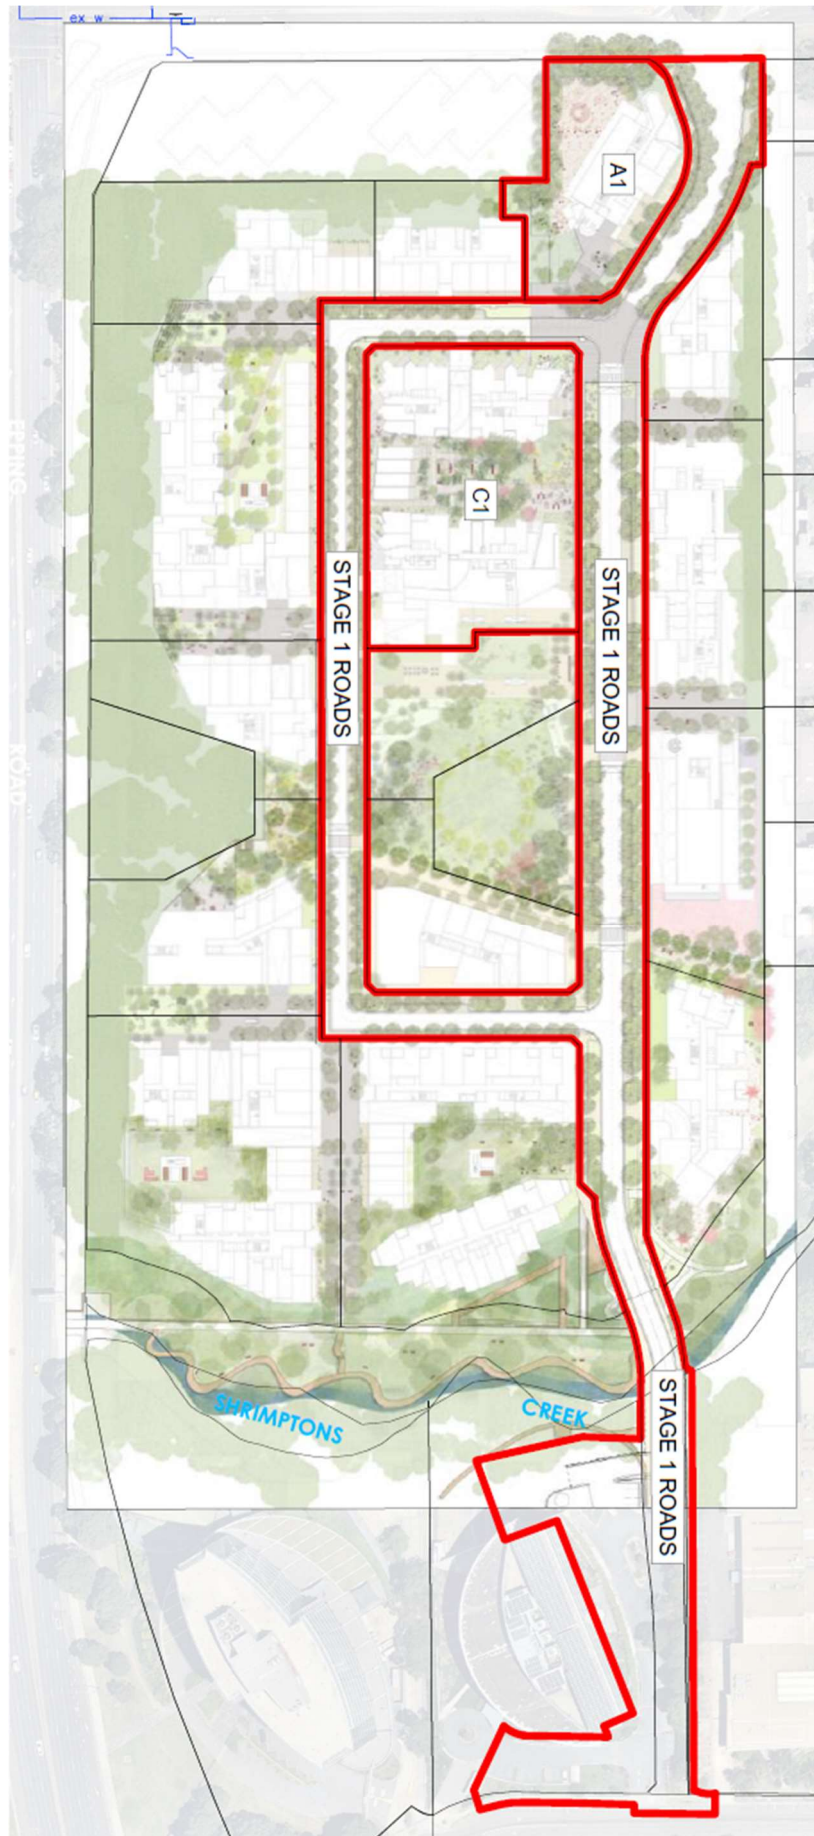 ex w
A1
C1
STAGE 1 ROADS
STAGE 1 ROADS
EPPING
ROAD
SHRIMPTONS
CREEK
STAGE 1 ROADS